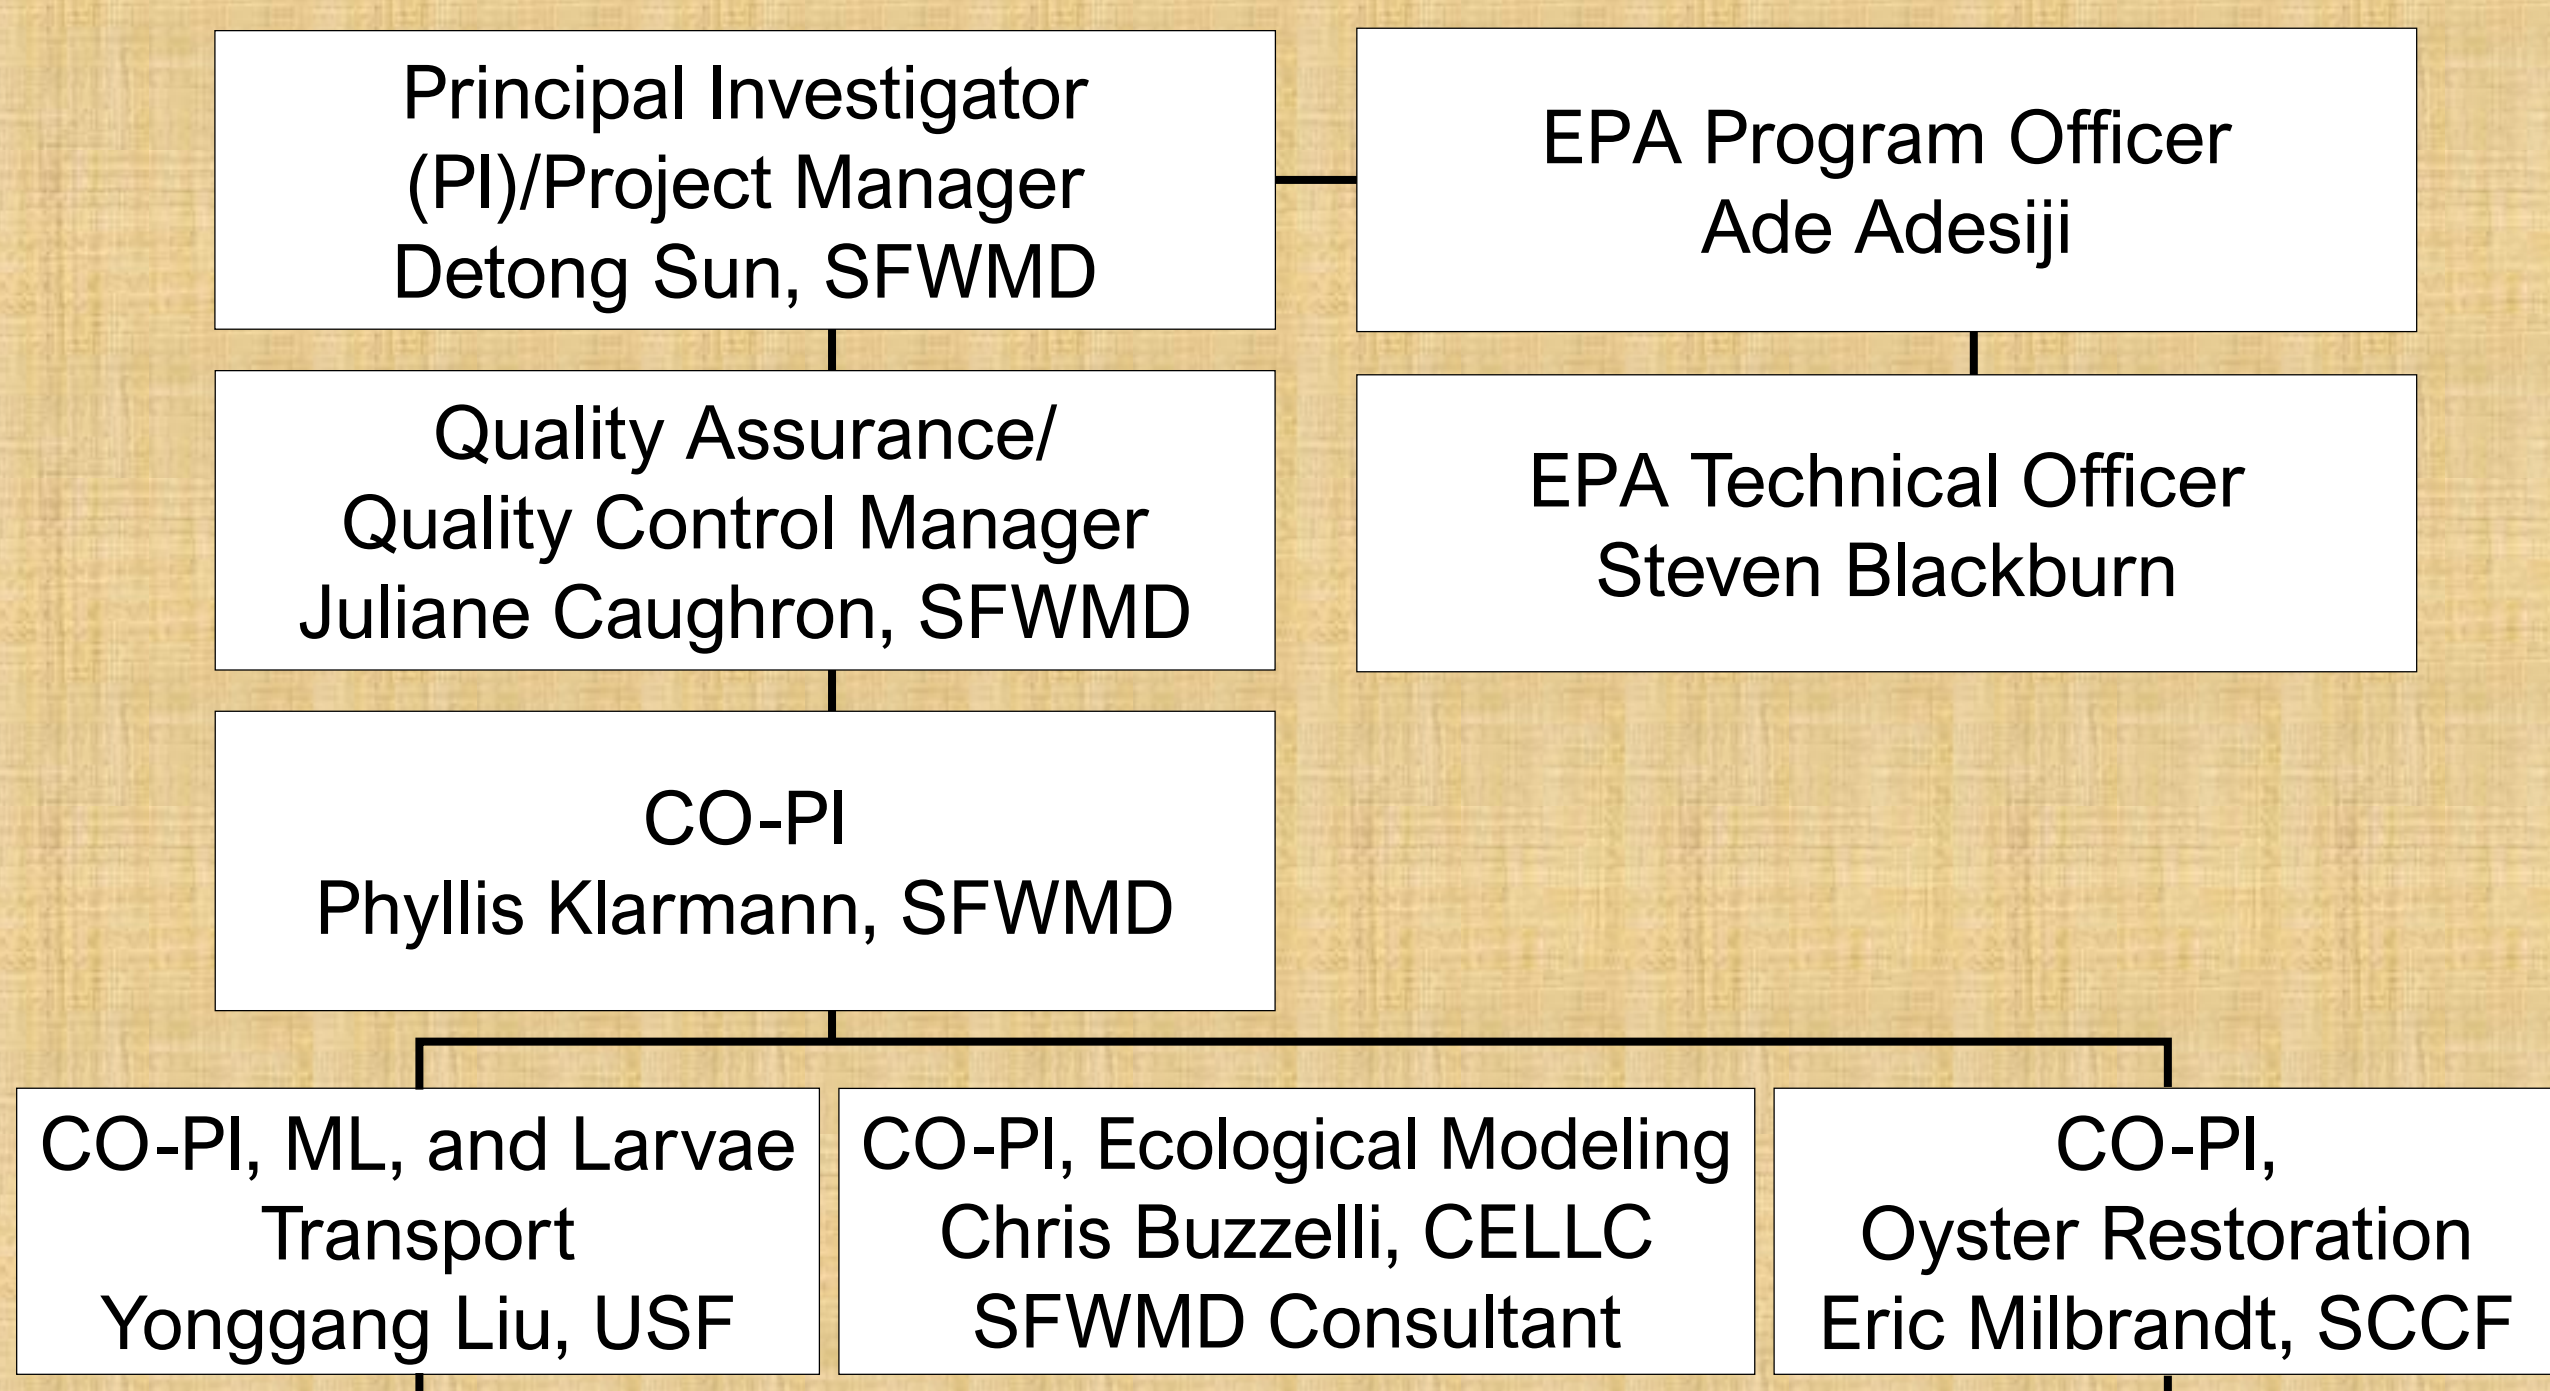 Principal Investigator
(PI)/Project Manager
Detong Sun, SFWMD
EPA Program Officer
Ade Adesiji
Quality Assurance/
Quality Control Manager
Juliane Caughron, SFWMD
EPA Technical Officer
Steven Blackburn
CO-PI
Phyllis Klarmann, SFWMD
CO-PI, ML, and Larvae
Transport
Yonggang Liu, USF
CO-PI, Ecological Modeling
Chris Buzzelli, CELLC
SFWMD Consultant
CO-PI,
Oyster Restoration
Eric Milbrandt, SCCF